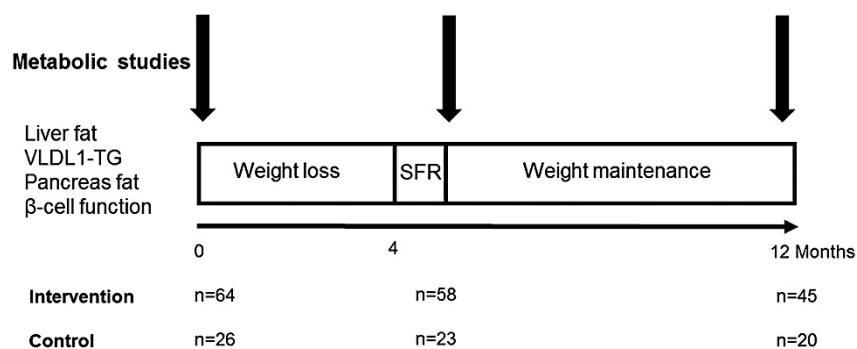 Metabolic studies
Liver fat
VLDL1-TG
Pancreas fat
β-cell function
Weight loss
SFR
Weight maintenance
0
4
12 Months
Intervention
n=64
n=58
n=45
Control
n=26
n=23
n=20